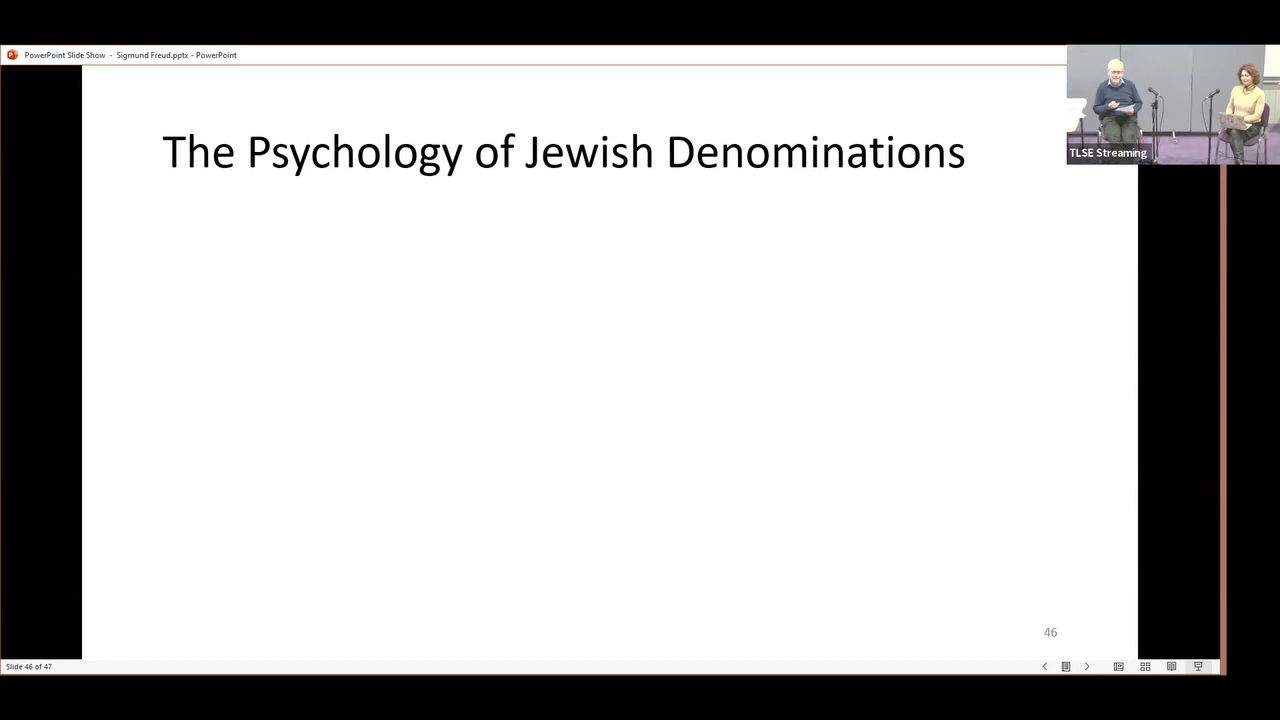 PowerPoint Slide Show - Sigmund Freud.pptx - PowerPoint
The Psychology of Jewish Denominations
TLSE Streaming
46
Slide 46 of 47